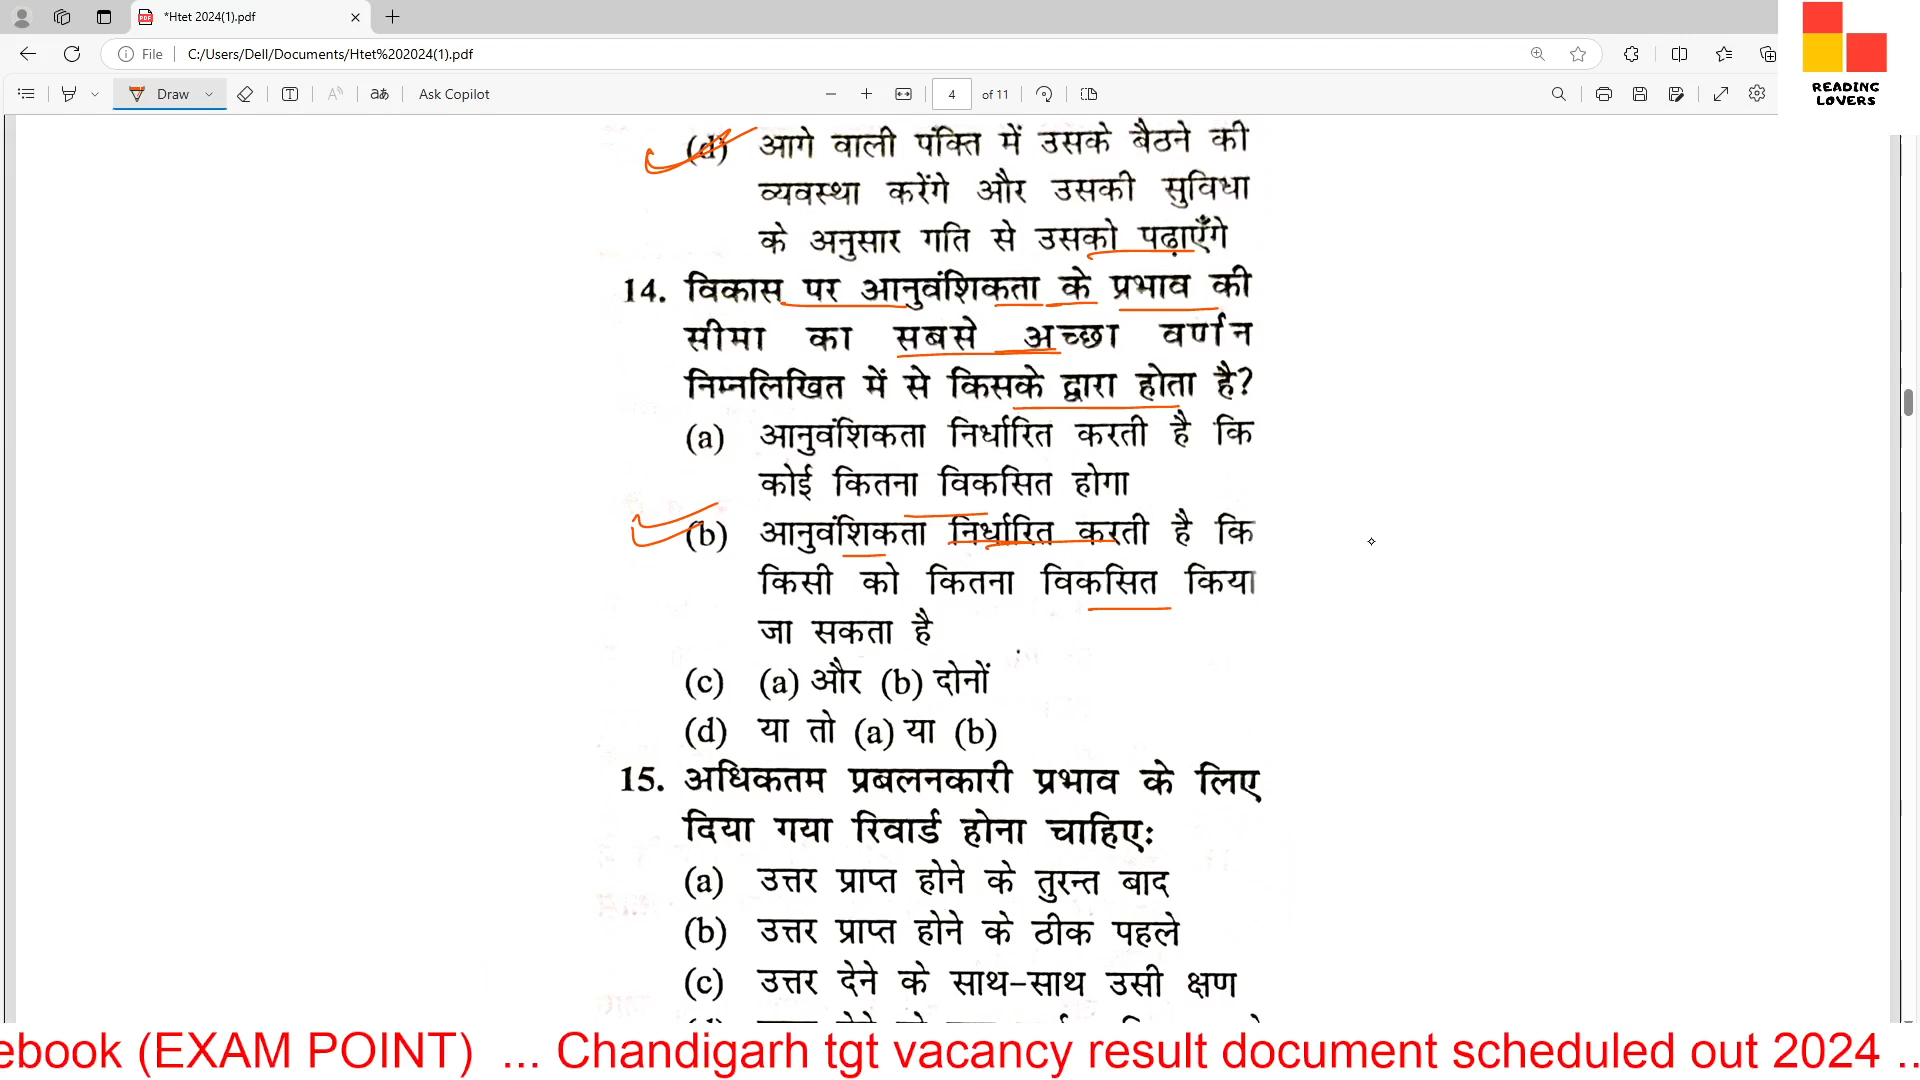 *Htet 2024(1).pdf
File
C:/Users/Dell/Documents/Htet%202024(1).pdf
READING
LOVERS
Draw
aあ
Ask Copilot
4
of 11
(d) आगे वाली पंक्ति में उसके बैठने की
व्यवस्था करेंगे और उसकी सुविधा
के अनुसार गति से उसको पढ़ाएँगे
14. विकास पर आनुवंशिकता के प्रभाव की
सीमा का सबसे अच्छा वर्णन
निम्नलिखित में से किसके द्वारा होता है?
(a) आनुवंशिकता निर्धारित करती है कि
कोई कितना विकसित होगा
(b) आनुवंशिकता निर्धारित करती है कि
किसी को कितना विकसित किया
जा सकता है
(c) (a) और (b) दोनों
(d) या तो (a) या (b)
15. अधिकतम प्रबलनकारी प्रभाव के लिए
दिया गया रिवार्ड होना चाहिए:
(a) उत्तर प्राप्त होने के तुरन्त बाद
(b) उत्तर प्राप्त होने के ठीक पहले
(c) उत्तर देने के साथ-साथ उसी क्षण
ebook (EXAM POINT) ... Chandigarh tgt vacancy result document scheduled out 2024 ..